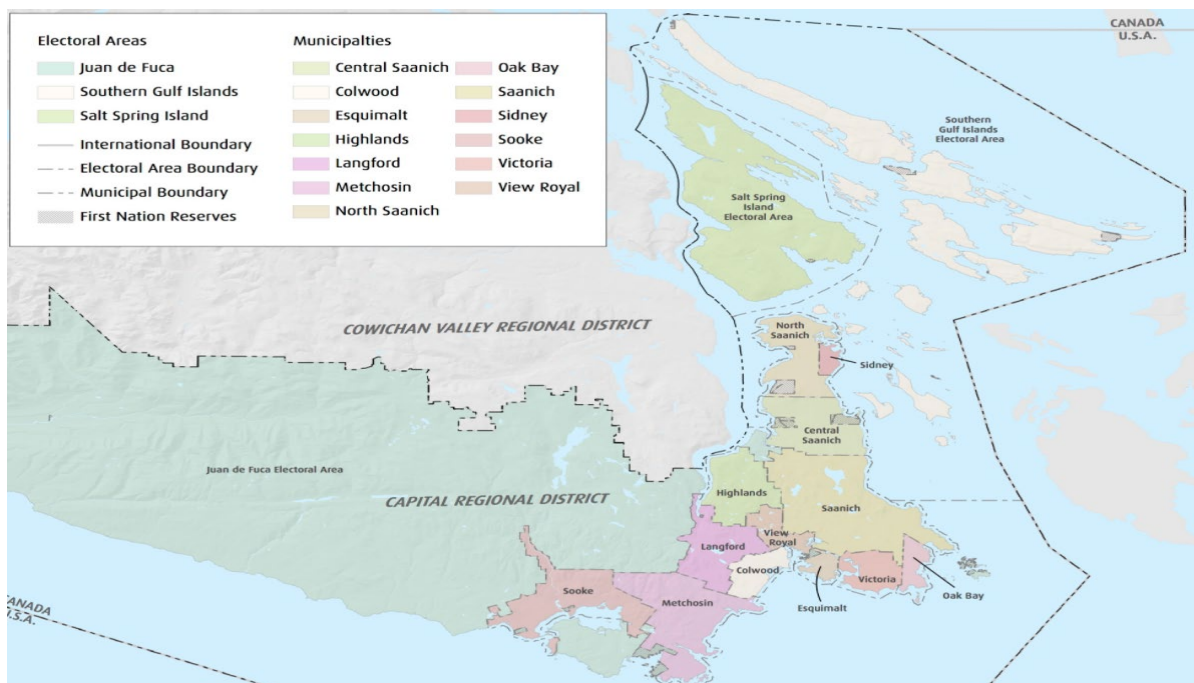 Electoral Areas
Juan de Fuca
Southern Gulf Islands
Salt Spring Island
International Boundary
Electoral Area Boundary
Municipal Boundary
First Nation Reserves
Municipalties
Central Saanich
Colwood
Esquimalt
Highlands
Langford
Metchosin
North Saanich
Oak Bay
Saanich
Sidney
Sooke
Victoria
View Royal
CANADA
U.S.A.
Southern
Gulf Islands
Electoral Area
Salt Spring
Island
Electoral Area
COWICHAN VALLEY REGIONAL DISTRICT
North
Saanich
Sidney
Central
Saanich
Juan de Fuca Electoral Area
CAPITAL REGIONAL DISTRICT
Highlands
Saanich
View
Royal
Langford
Colwood
Victoria
Sooke
Metchosin
Esquimalt
Oak Bay
CANADA
U.S.A.